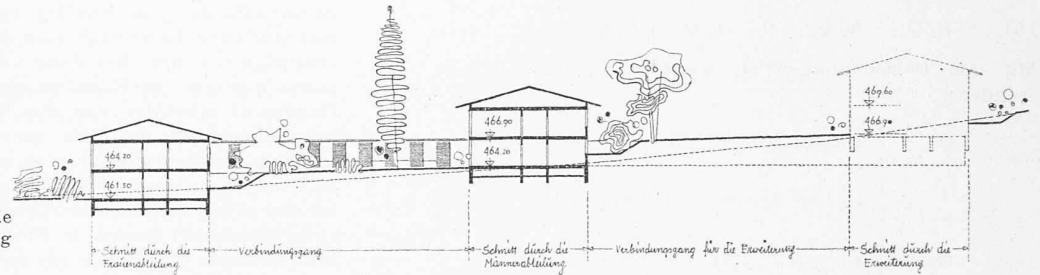 469.60
466.90
466.90
464.20
464.20
461.50
le
g
Schnitt durch die
Frauenabteilung
Verbindungsgang
Schnitt durch die
Männerabteilung
Verbindungsgang für die Erweiterung
Schnitt durch die
Erweiterung